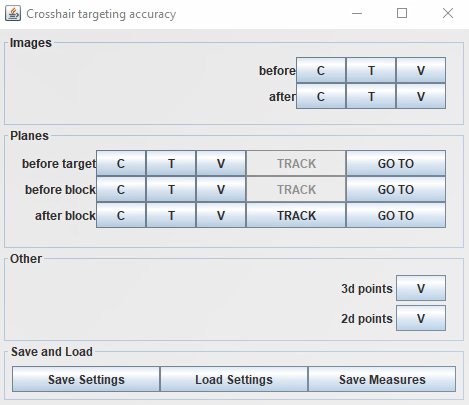 Crosshair targeting accuracy
Images
before C T V
after C T V
Planes
before target C T V TRACK GO TO
before block C T V TRACK GO TO
after block C T V TRACK GO TO
Other
3d points V
2d points V
Save and Load
Save Settings Load Settings Save Measures